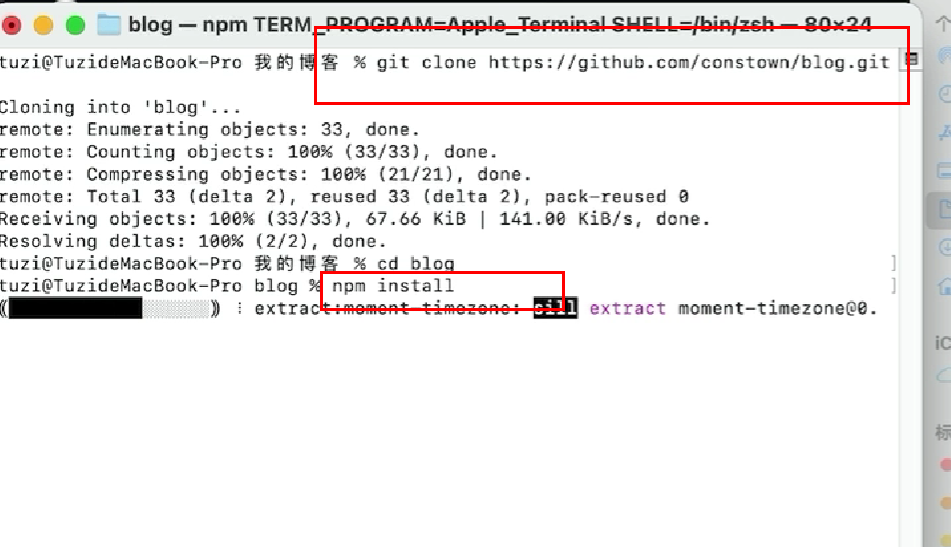 blog — npm TERM_PROGRAM=Apple_Terminal SHELL=/bin/zsh — 80×24
tuzi@TuzideMacBook-Pro 我的博客 % git clone https://github.com/constown/blog.git
Cloning into 'blog'...
remote: Enumerating objects: 33, done.
remote: Counting objects: 100% (33/33), done.
remote: Compressing objects: 100% (21/21), done.
remote: Total 33 (delta 2), reused 33 (delta 2), pack-reused 0
Receiving objects: 100% (33/33), 67.66 KiB | 141.00 KiB/s, done.
Resolving deltas: 100% (2/2), done.
tuzi@TuzideMacBook-Pro 我的博客 % cd blog
tuzi@TuzideMacBook-Pro blog % npm install
(████████░░░░) ⠸ extract:moment-timezone: sill extract moment-timezone@0.
个
iC
标